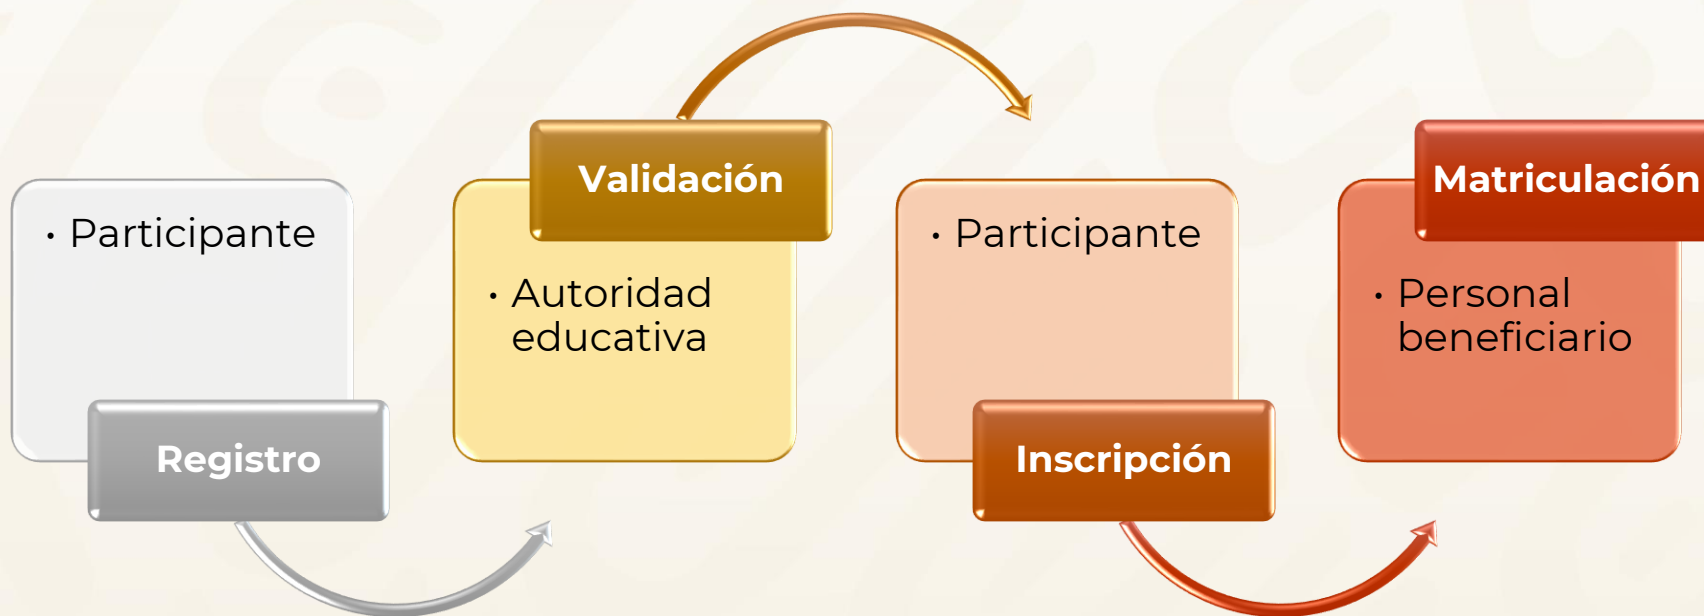 · Participante
Registro
Validación
· Autoridad
educativa
· Participante
Inscripción
Matriculación
· Personal
beneficiario